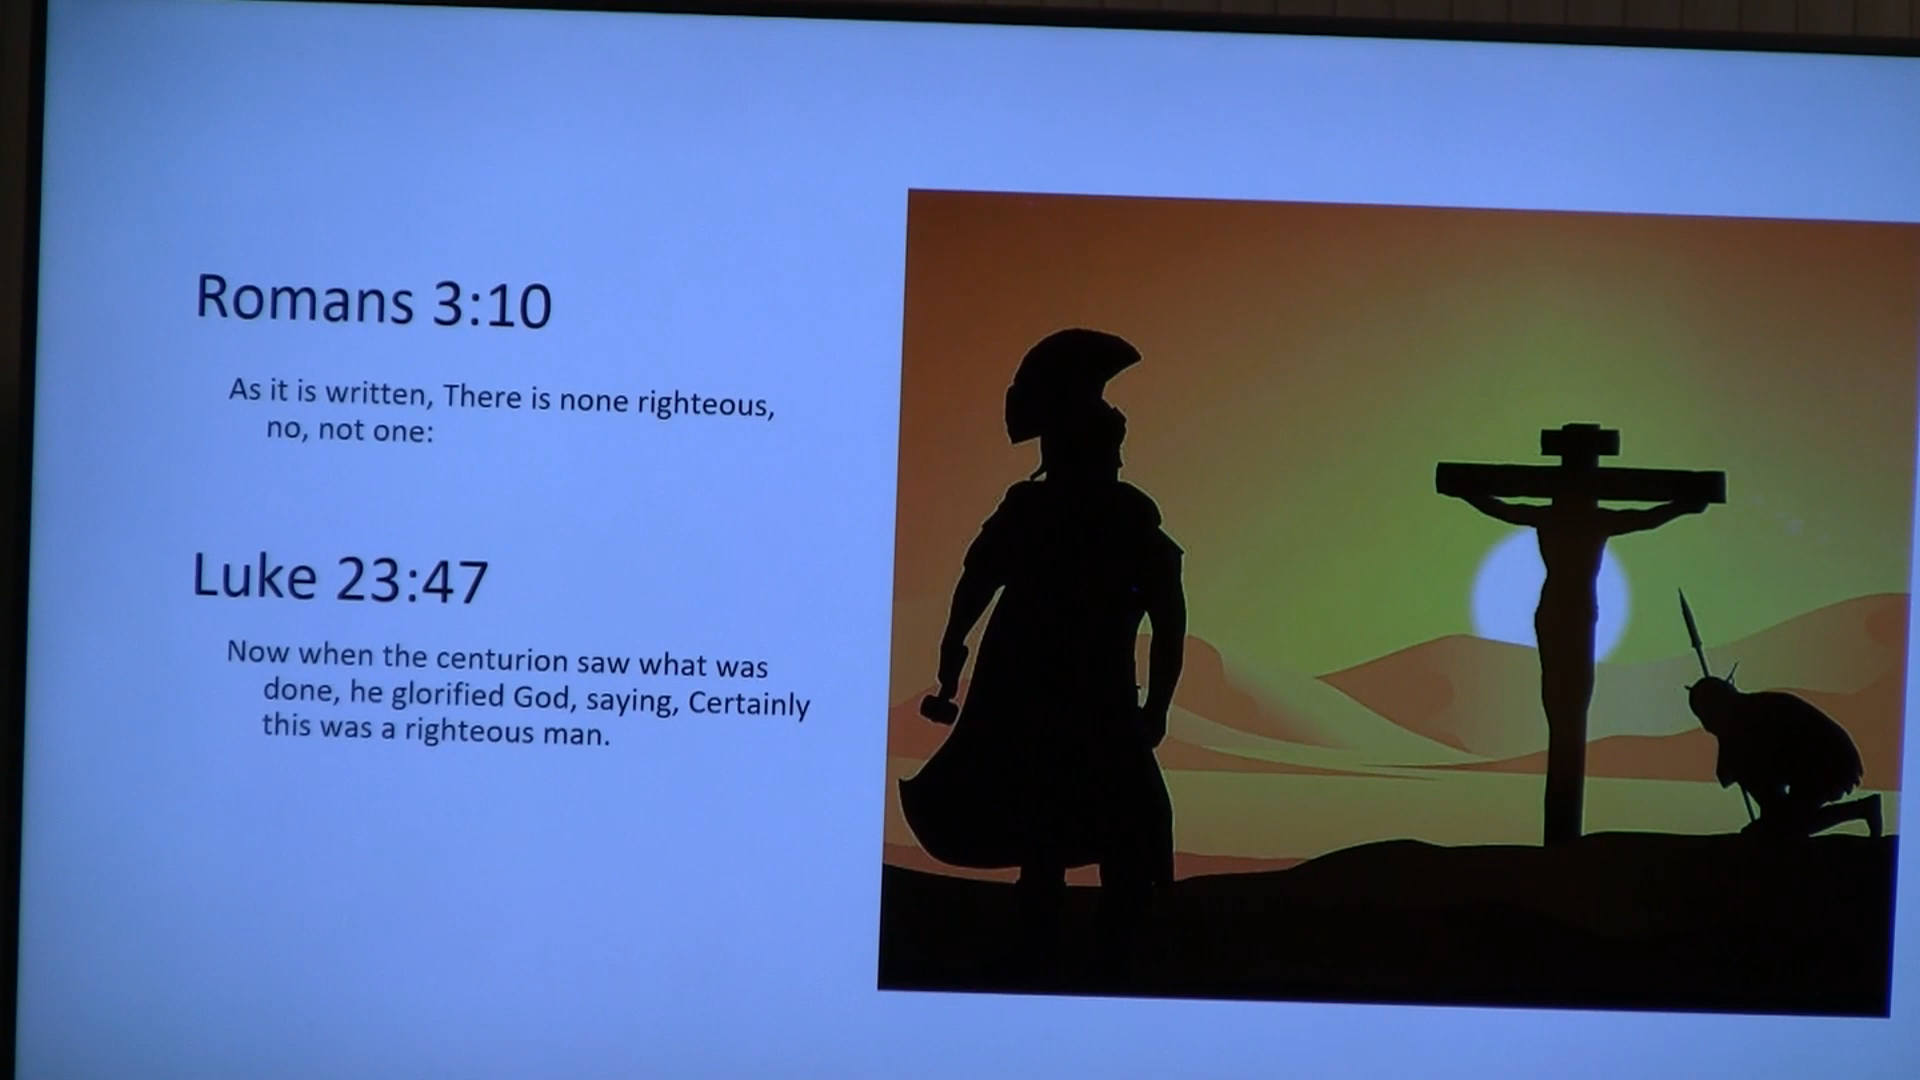 Romans 3:10
As it is written, There is none righteous,
no, not one:
Luke 23:47
Now when the centurion saw what was
done, he glorified God, saying, Certainly
this was a righteous man.